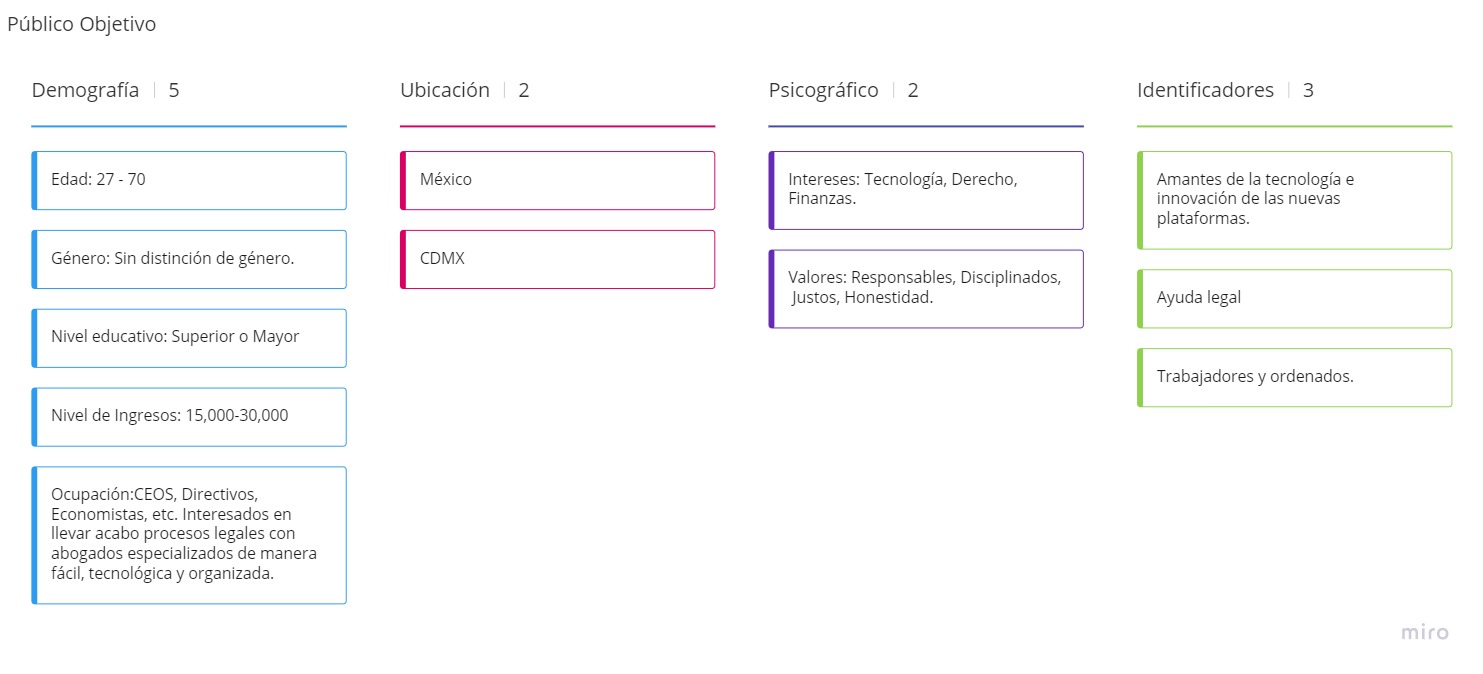 Público Objetivo
Demografía | 5
Edad: 27 - 70
Género: Sin distinción de género.
Nivel educativo: Superior o Mayor
Nivel de Ingresos: 15,000-30,000
Ocupación:CEOS, Directivos,
Economistas, etc. Interesados en
llevar acabo procesos legales con
abogados especializados de manera
fácil, tecnológica y organizada.
Ubicación | 2
México
CDMX
Psicográfico | 2
Intereses: Tecnología, Derecho,
Finanzas.
Valores: Responsables, Disciplinados,
Justos, Honestidad.
Identificadores | 3
Amantes de la tecnología e
innovación de las nuevas
plataformas.
Ayuda legal
Trabajadores y ordenados.
miro